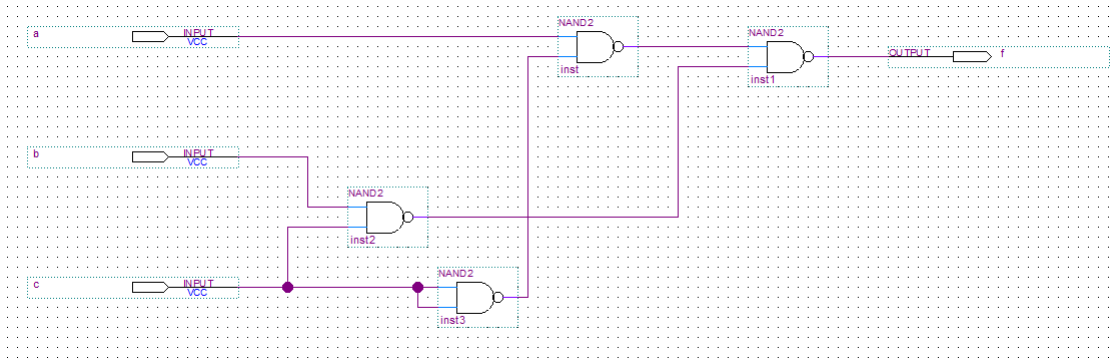 a
INPUT
VCC
NAND2
inst
NAND2
inst1
OUTPUT
f
b
INPUT
VCC
NAND2
inst2
c
INPUT
VCC
NAND2
inst3